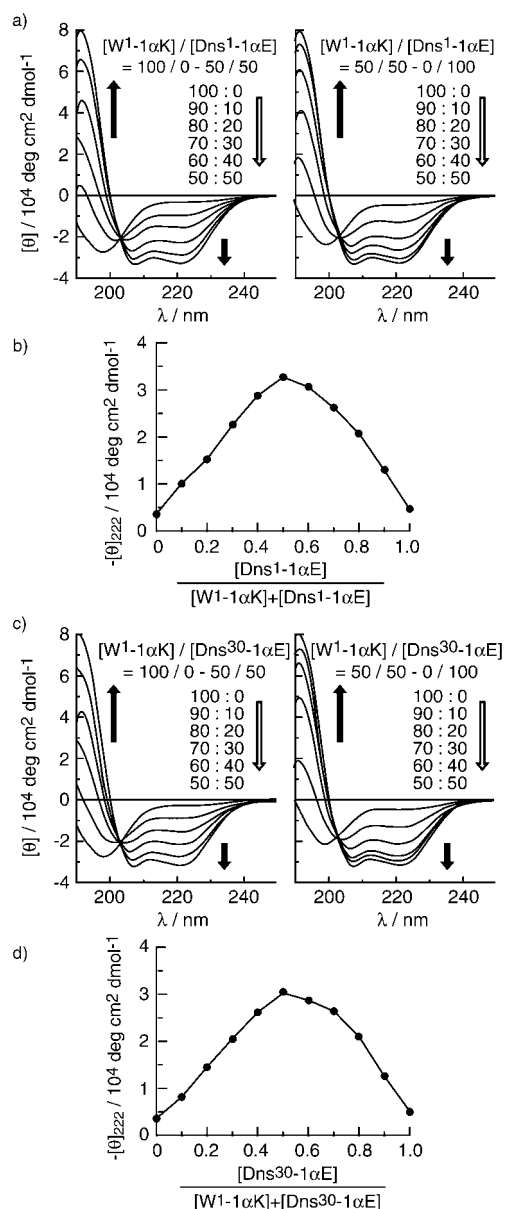 a)
[W1-1αK] / [Dns1-1αE]
= 100 / 0 - 50 / 50
100 : 0
90 : 10
80 : 20
70 : 30
60 : 40
50 : 50
[W1-1αK] / [Dns1-1αE]
= 50 / 50 - 0 / 100
100 : 0
90 : 10
80 : 20
70 : 30
60 : 40
50 : 50
8
6
4
2
0
-2
-4
[θ] / 10⁴ deg cm2 dmol-1
200 220 240
λ / nm
200 220 240
λ / nm
b)
4
3
2
1
0
-[θ]222 / 10⁴ deg cm2 dmol-1
0 0.2 0.4 0.6 0.8 1.0
[Dns1-1αE]
[W1-1αK]+[Dns1-1αE]
c)
[W1-1αK] / [Dns30-1αE]
= 100 / 0 - 50 / 50
100 : 0
90 : 10
80 : 20
70 : 30
60 : 40
50 : 50
[W1-1αK] / [Dns30-1αE]
= 50 / 50 - 0 / 100
100 : 0
90 : 10
80 : 20
70 : 30
60 : 40
50 : 50
8
6
4
2
0
-2
-4
[θ] / 10⁴ deg cm2 dmol-1
200 220 240
λ / nm
200 220 240
λ / nm
d)
4
3
2
1
0
-[θ]222 / 10⁴ deg cm2 dmol-1
0 0.2 0.4 0.6 0.8 1.0
[Dns30-1αE]
[W1-1αK]+[Dns30-1αE]